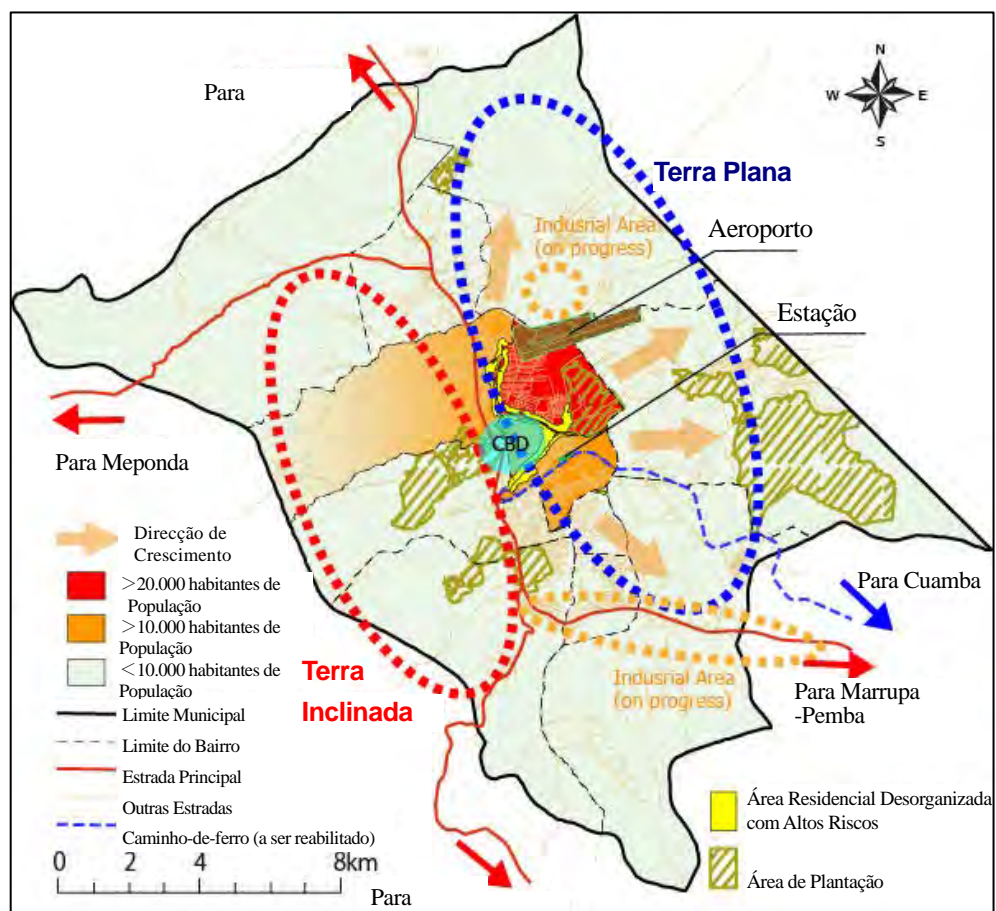 Para
N
W
E
S
Terra Plana
Indusrial Area
(on progress)
Aeroporto
Estação
CBD
Para Meponda
Direcção de
Crescimento
>20.000 habitantes de
População
>10.000 habitantes de
População
<10.000 habitantes de
População
Limite Municipal
Limite do Bairro
Estrada Principal
Outras Estradas
Caminho-de-ferro (a ser reabilitado)
0 2 4 8km
Terra
Inclinada
Para Cuamba
Indusrial Area
(on progress)
Para Marrupa
-Pemba
Área Residencial Desorganizada
com Altos Riscos
Área de Plantação
Para